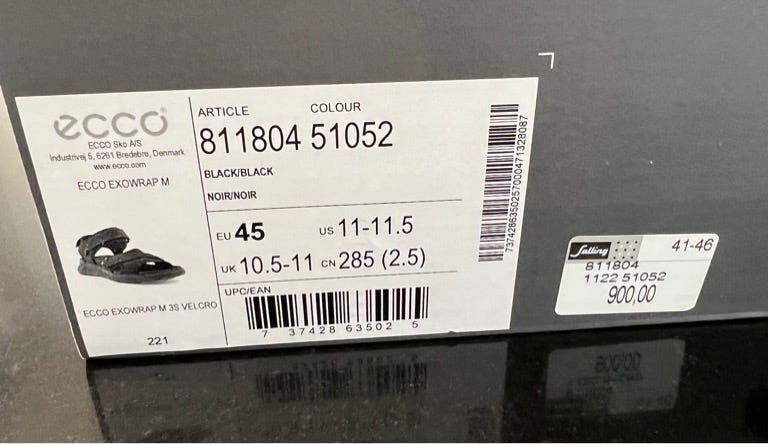 ecco
ECCO Sko A/S
Industrivej 5, 6261 Bredebro, Denmark
www.ecco.com
ECCO EXOWRAP M
ECCO EXOWRAP M 3S VELCRO
221
ARTICLE COLOUR
811804 51052
BLACK/BLACK
NOIR/NOIR
EU 45 US 11-11.5
UK 10.5-11 CN 285 (2.5)
UPC/EAN
7 37428 63502 5
737428635025700047132808​7
Salling 41-46
811804
1122 51052
900,00